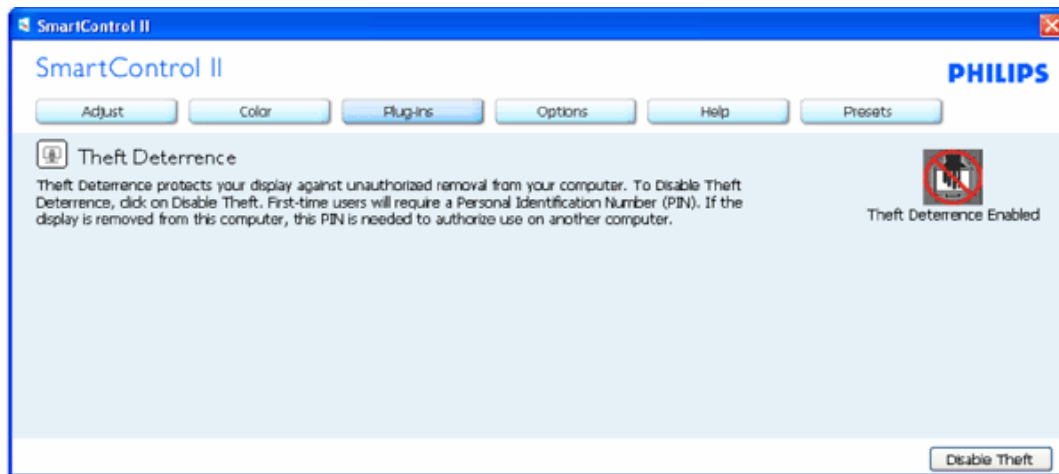 SmartControl II
SmartControl II
PHILIPS
Adjust
Color
Plug-Ins
Options
Help
Presets
Theft Deterrence
Theft Deterrence protects your display against unauthorized removal from your computer. To Disable Theft
Deterrence, click on Disable Theft. First-time users will require a Personal Identification Number (PIN). If the
display is removed from this computer, this PIN is needed to authorize use on another computer.
Theft Deterrence Enabled
Disable Theft